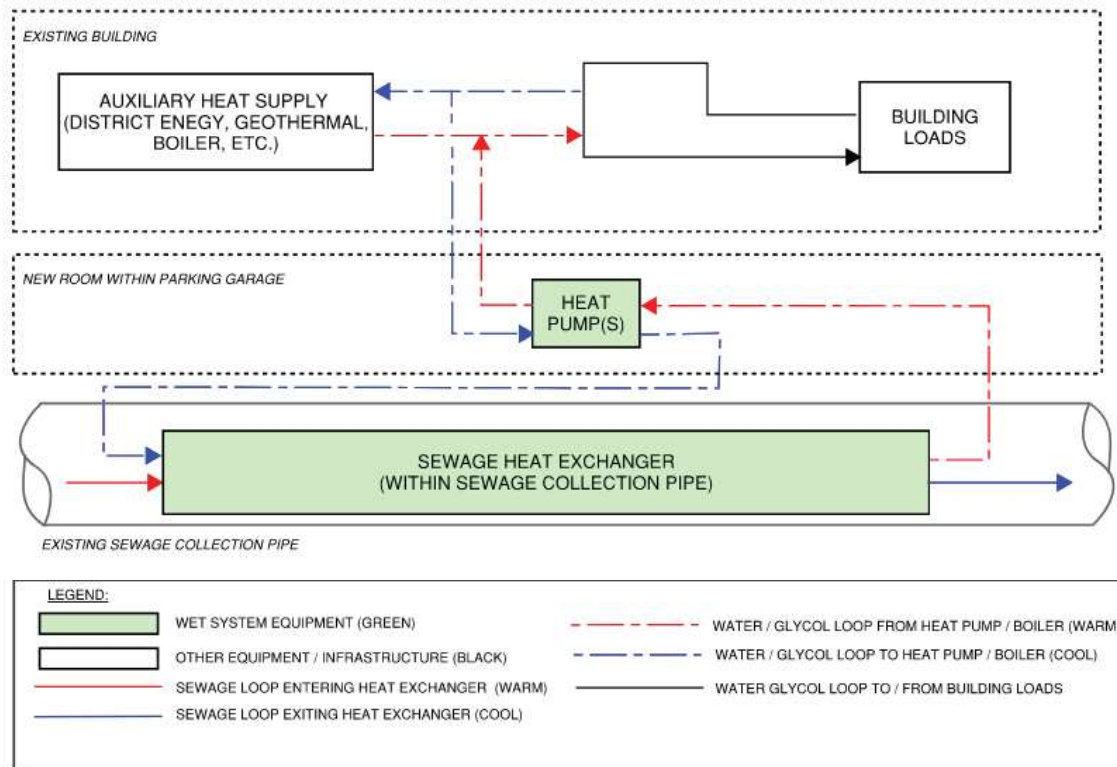 EXISTING BUILDING
AUXILIARY HEAT SUPPLY
(DISTRICT ENEGY, GEOTHERMAL,
BOILER, ETC.)
BUILDING
LOADS
NEW ROOM WITHIN PARKING GARAGE
HEAT
PUMP(S)
SEWAGE HEAT EXCHANGER
(WITHIN SEWAGE COLLECTION PIPE)
EXISTING SEWAGE COLLECTION PIPE
LEGEND:
WET SYSTEM EQUIPMENT (GREEN)
OTHER EQUIPMENT / INFRASTRUCTURE (BLACK)
SEWAGE LOOP ENTERING HEAT EXCHANGER (WARM)
SEWAGE LOOP EXITING HEAT EXCHANGER (COOL)
WATER / GLYCOL LOOP FROM HEAT PUMP / BOILER (WARM
WATER / GLYCOL LOOP TO HEAT PUMP / BOILER (COOL)
WATER GLYCOL LOOP TO / FROM BUILDING LOADS